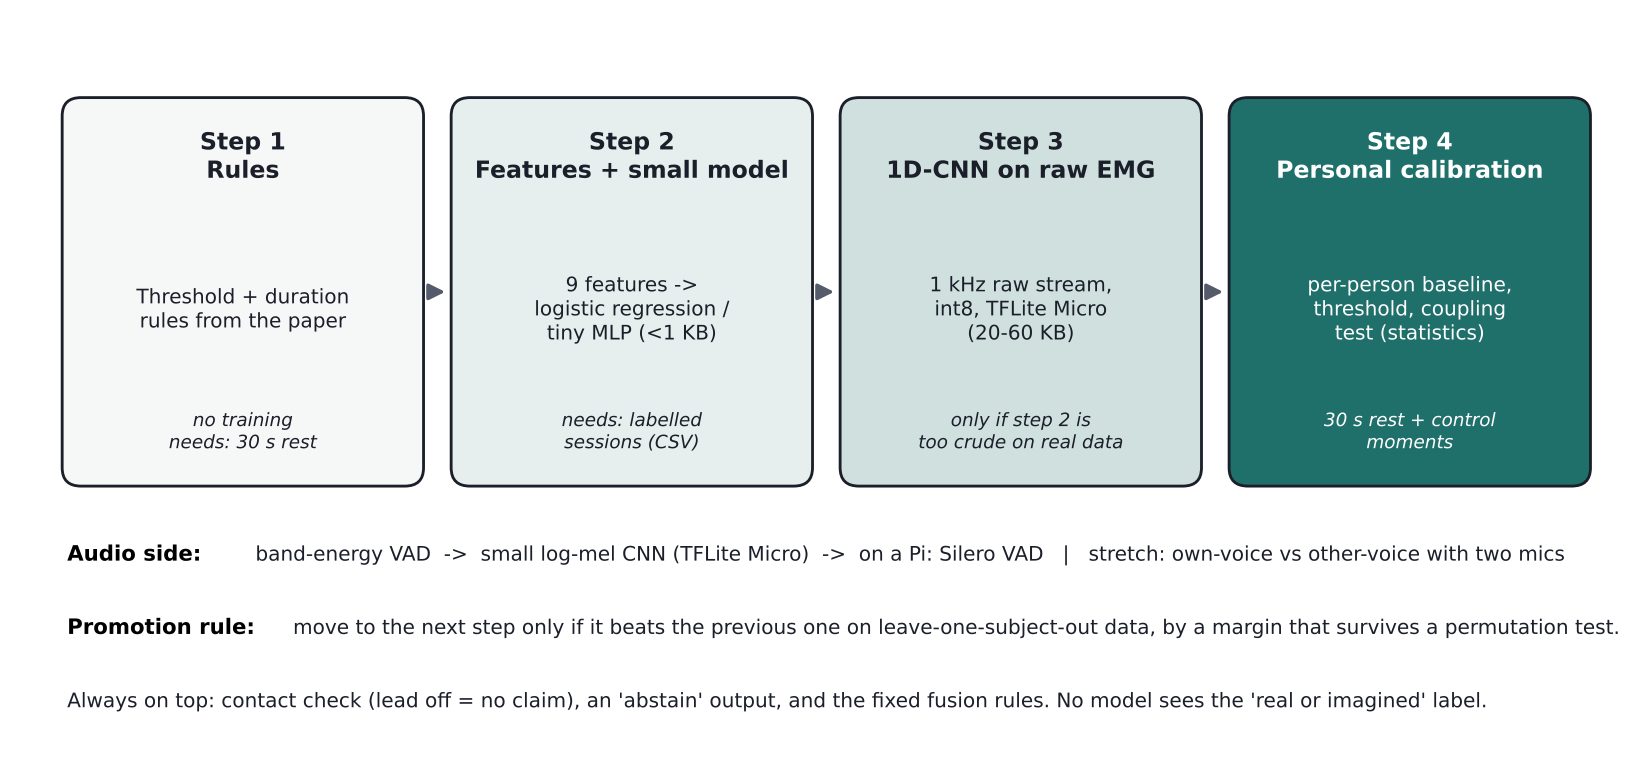 Step 1
Rules
Threshold + duration
rules from the paper
no training
needs: 30 s rest
Step 2
Features + small model
9 features ->
logistic regression /
tiny MLP (<1 KB)
needs: labelled
sessions (CSV)
Step 3
1D-CNN on raw EMG
1 kHz raw stream,
int8, TFLite Micro
(20-60 KB)
only if step 2 is
too crude on real data
Step 4
Personal calibration
per-person baseline,
threshold, coupling
test (statistics)
30 s rest + control
moments
Audio side: band-energy VAD -> small log-mel CNN (TFLite Micro) -> on a Pi: Silero VAD | stretch: own-voice vs other-voice with two mics
Promotion rule: move to the next step only if it beats the previous one on leave-one-subject-out data, by a margin that survives a permutation test.
Always on top: contact check (lead off = no claim), an 'abstain' output, and the fixed fusion rules. No model sees the 'real or imagined' label.